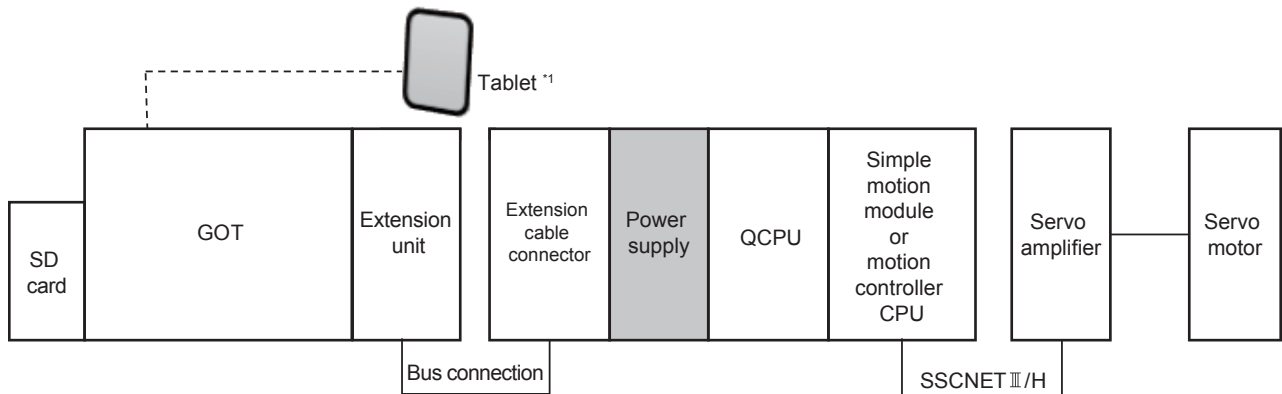 Tablet *1
SD
card
GOT
Extension
unit
Extension
cable
connector
Power
supply
QCPU
Simple
motion
module
or
motion
controller
CPU
Servo
amplifier
Servo
motor
Bus connection
SSCNETⅢ/H